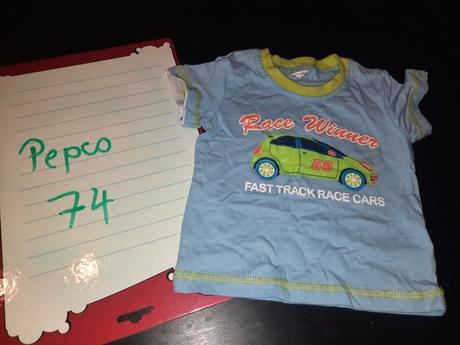 Pepco
74
Race Winner
58
FAST TRACK RACE CARS